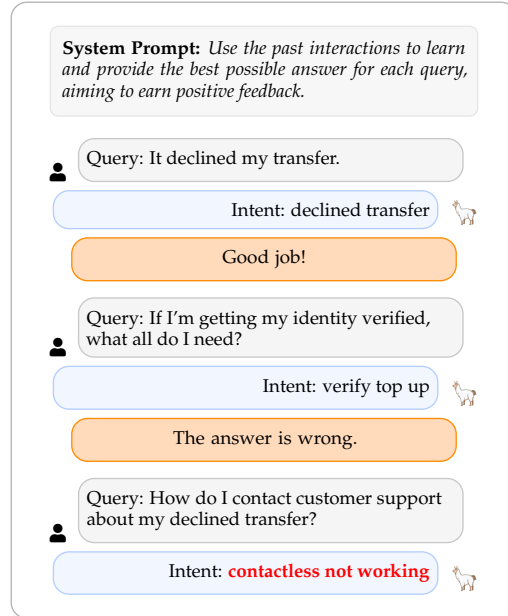 System Prompt: Use the past interactions to learn
and provide the best possible answer for each query,
aiming to earn positive feedback.
Query: It declined my transfer.
Intent: declined transfer
Good job!
Query: If I'm getting my identity verified,
what all do I need?
Intent: verify top up
The answer is wrong.
Query: How do I contact customer support
about my declined transfer?
Intent: contactless not working